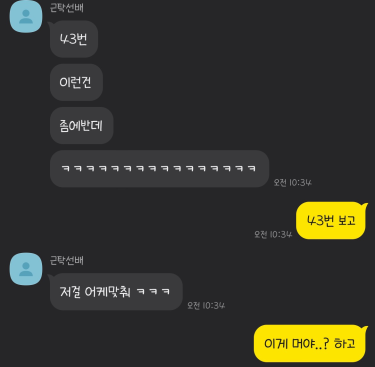 근탁선배
43번
이런건
좀에반데
ㅋㅋㅋㅋㅋㅋㅋㅋㅋㅋㅋㅋㅋㅋㅋㅋ
오전 10:34
43번 보고
오전 10:34
근탁선배
저걸 어케맞춰 ㅋㅋㅋ
오전 10:34
이게 머야..? 하고